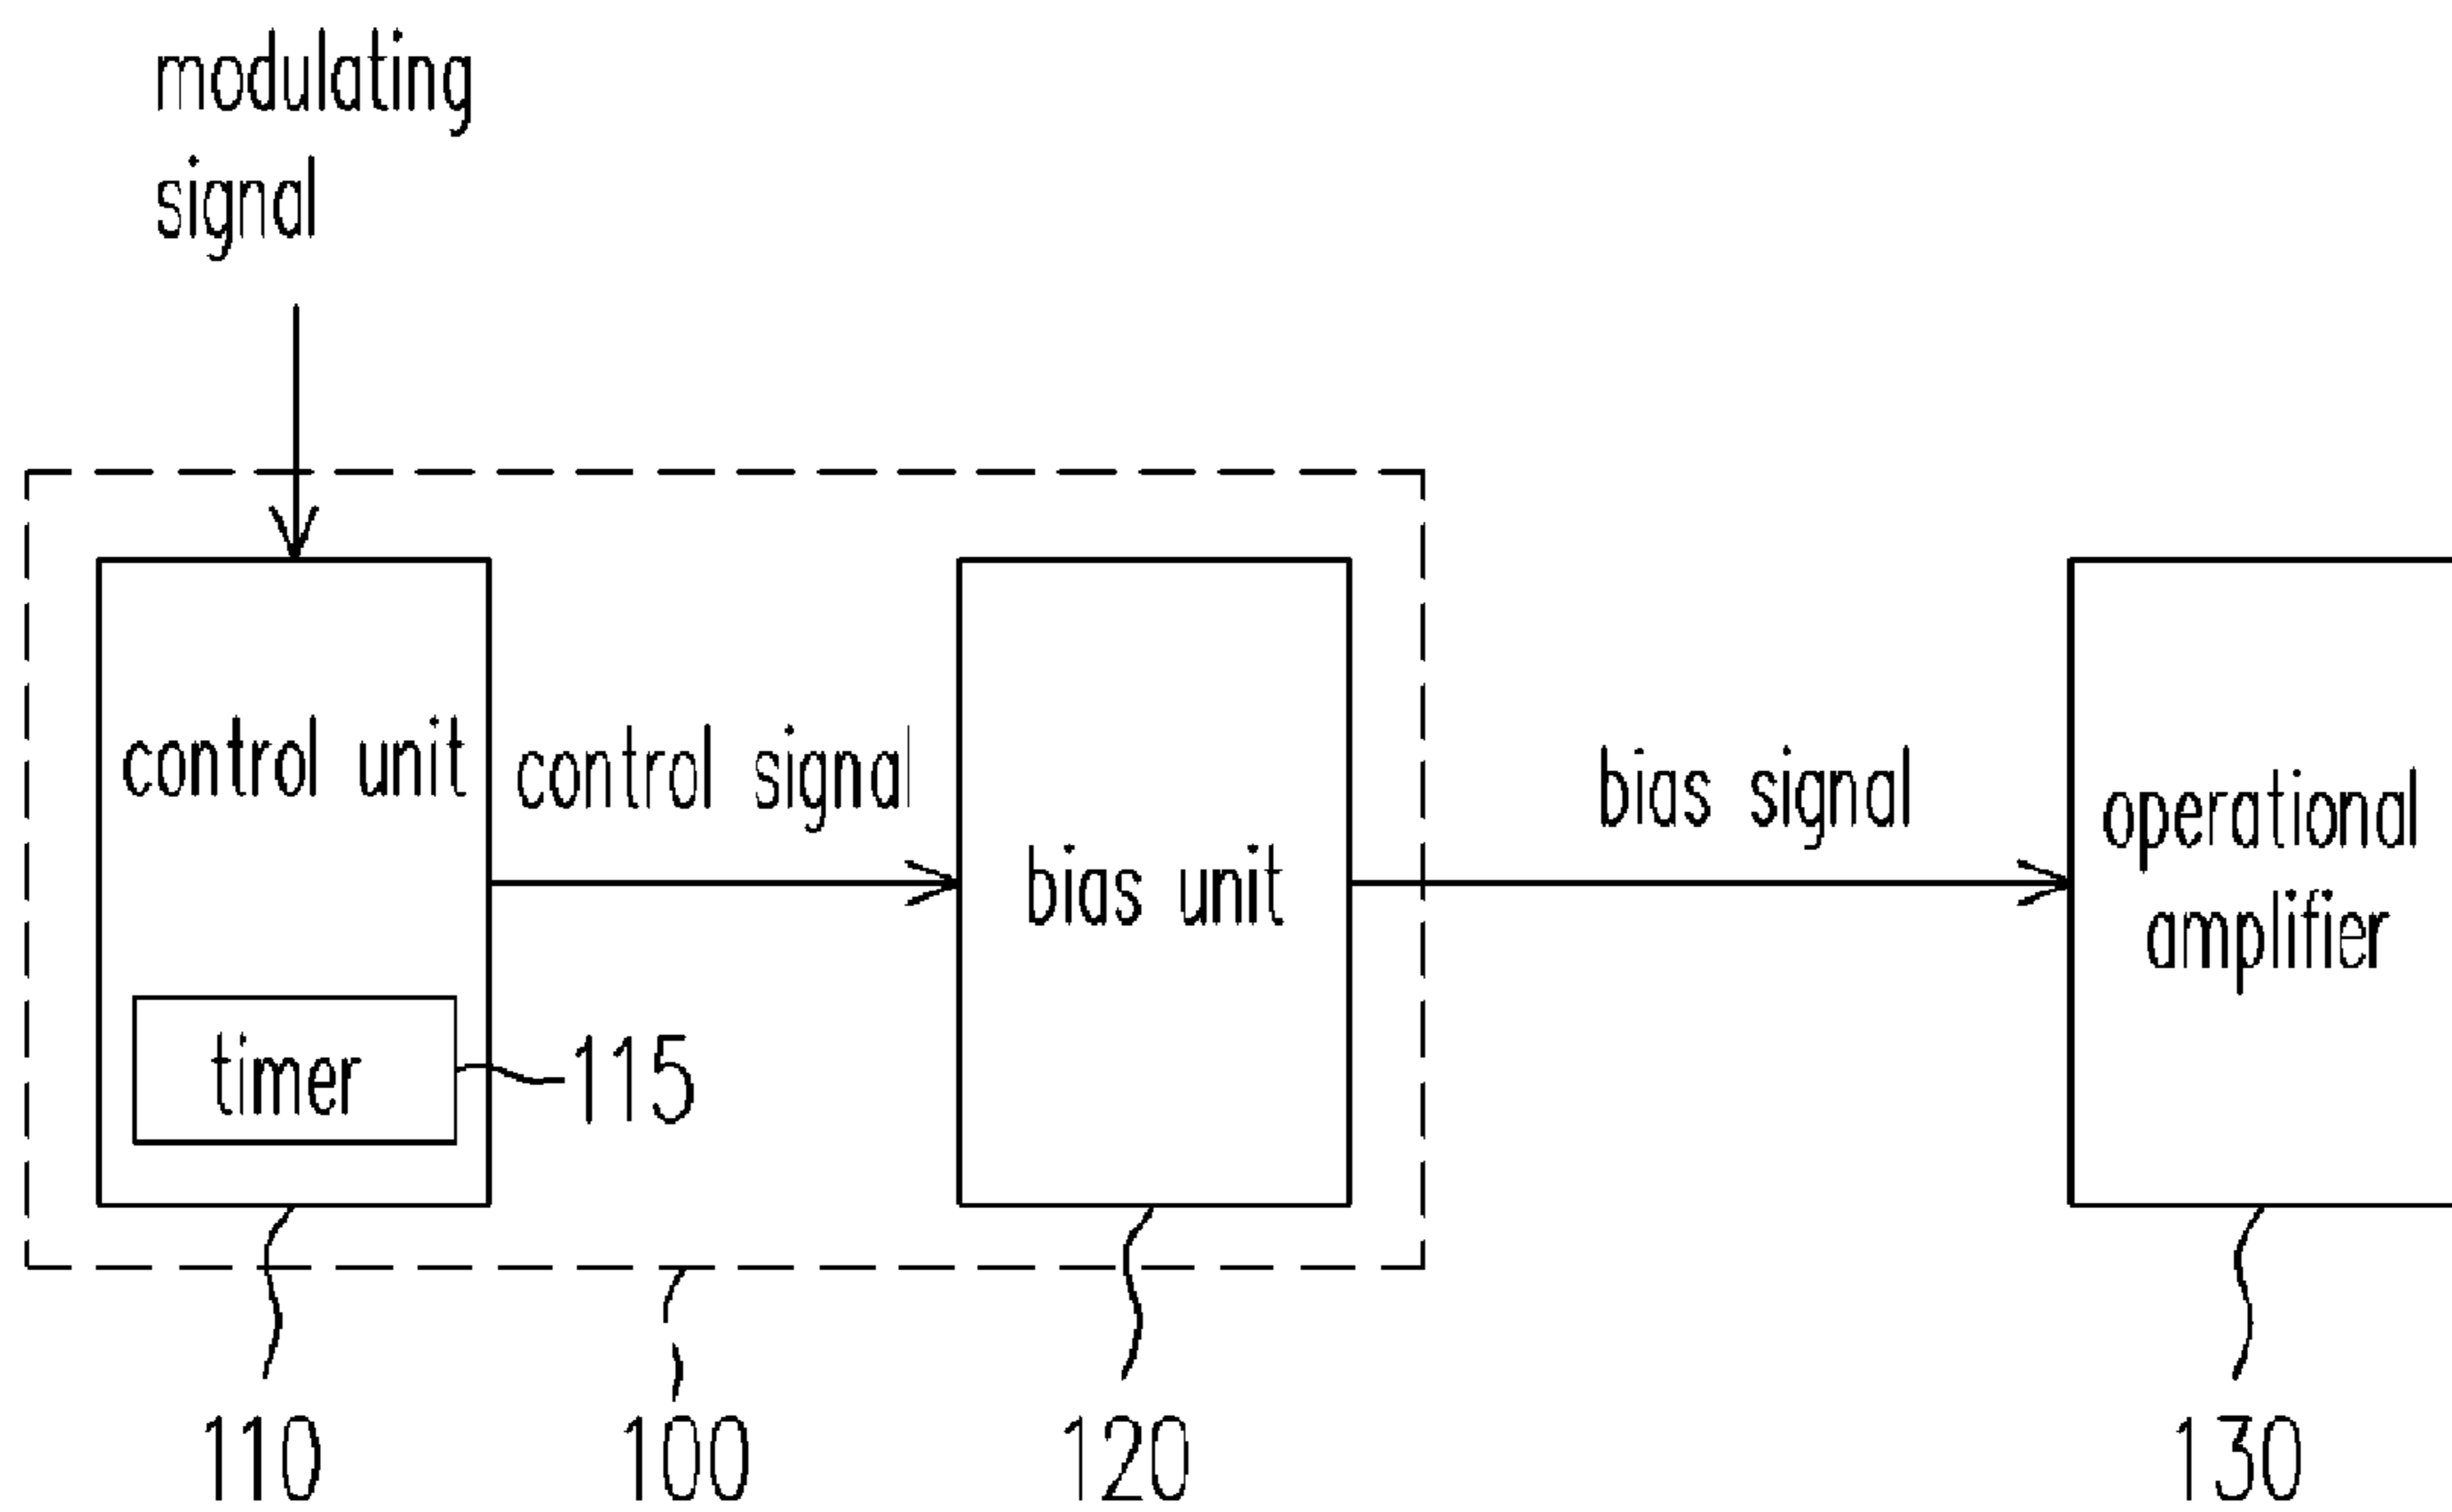 modulating
signal
control unit
control signal
bias unit
bias signal
operational
amplifier
timer
115
110
100
120
130